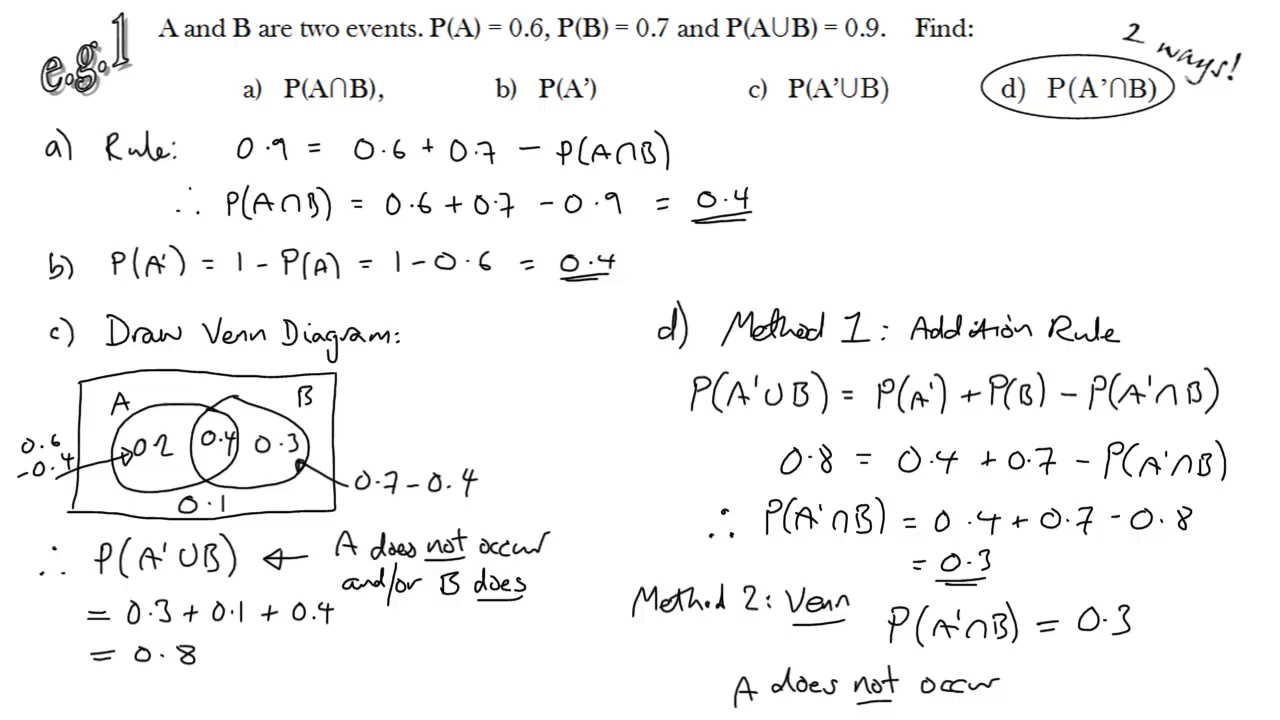 e.g.1
A and B are two events. P(A) = 0.6, P(B) = 0.7 and P(A∪B) = 0.9. Find:
2 ways!
a) P(A∩B), b) P(A’) c) P(A’∪B) d) P(A’∩B)
a) Rule: 0.9 = 0.6 + 0.7 - P(A∩B)
∴ P(A∩B) = 0.6 + 0.7 - 0.9 = 0.4
b) P(A') = 1 - P(A) = 1 - 0.6 = 0.4
c) Draw Venn Diagram:
A B
0.6
-0.4
0.2 0.4 0.3
0.7 - 0.4
0.1
∴ P(A'∪B) ← A does not occur
and/or B does
= 0.3 + 0.1 + 0.4
= 0.8
d) Method 1: Addition Rule
P(A'∪B) = P(A') + P(B) - P(A'∩B)
0.8 = 0.4 + 0.7 - P(A'∩B)
∴ P(A'∩B) = 0.4 + 0.7 - 0.8
= 0.3
Method 2: Venn P(A'∩B) = 0.3
A does not occur